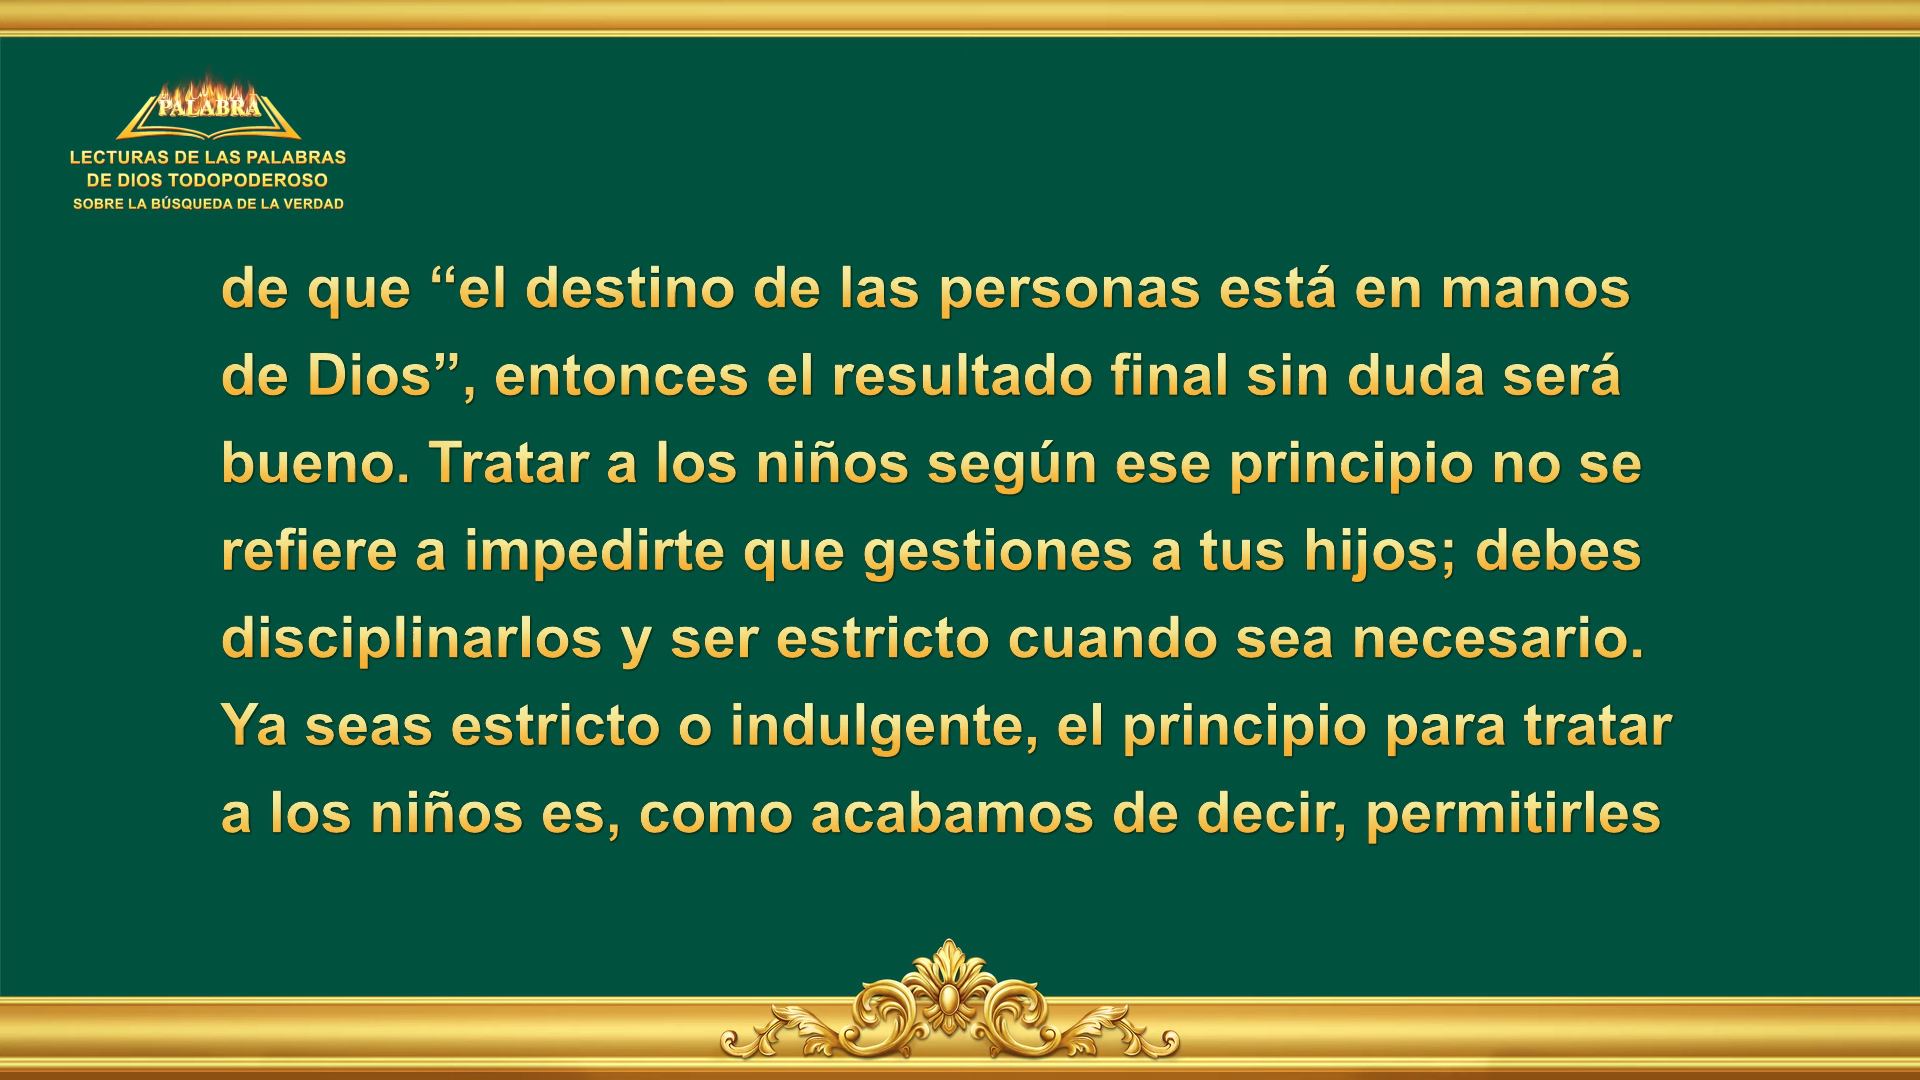 PALABRA
LECTURAS DE LAS PALABRAS
DE DIOS TODOPODEROSO
SOBRE LA BÚSQUEDA DE LA VERDAD
de que “el destino de las personas está en manos
de Dios”, entonces el resultado final sin duda será
bueno. Tratar a los niños según ese principio no se
refiere a impedirte que gestiones a tus hijos; debes
disciplinarlos y ser estricto cuando sea necesario.
Ya seas estricto o indulgente, el principio para tratar
a los niños es, como acabamos de decir, permitirles